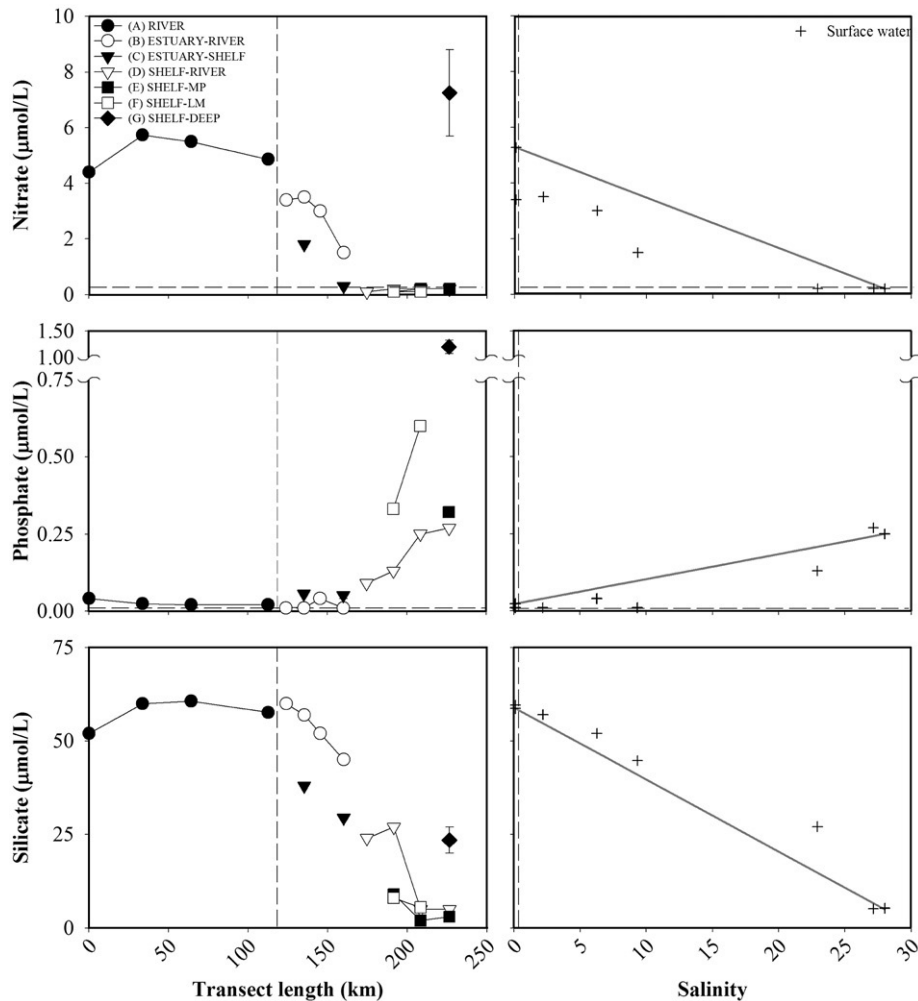 10
8
6
4
2
0
Nitrate (μmol/L)
(A) RIVER
(B) ESTUARY-RIVER
(C) ESTUARY-SHELF
(D) SHELF-RIVER
(E) SHELF-MP
(F) SHELF-LM
(G) SHELF-DEEP
Surface water
1.50
1.00
0.75
0.50
0.25
0.00
Phosphate (μmol/L)
75
50
25
0
Silicate (μmol/L)
0 50 100 150 200 250
Transect length (km)
0 5 10 15 20 25 30
Salinity